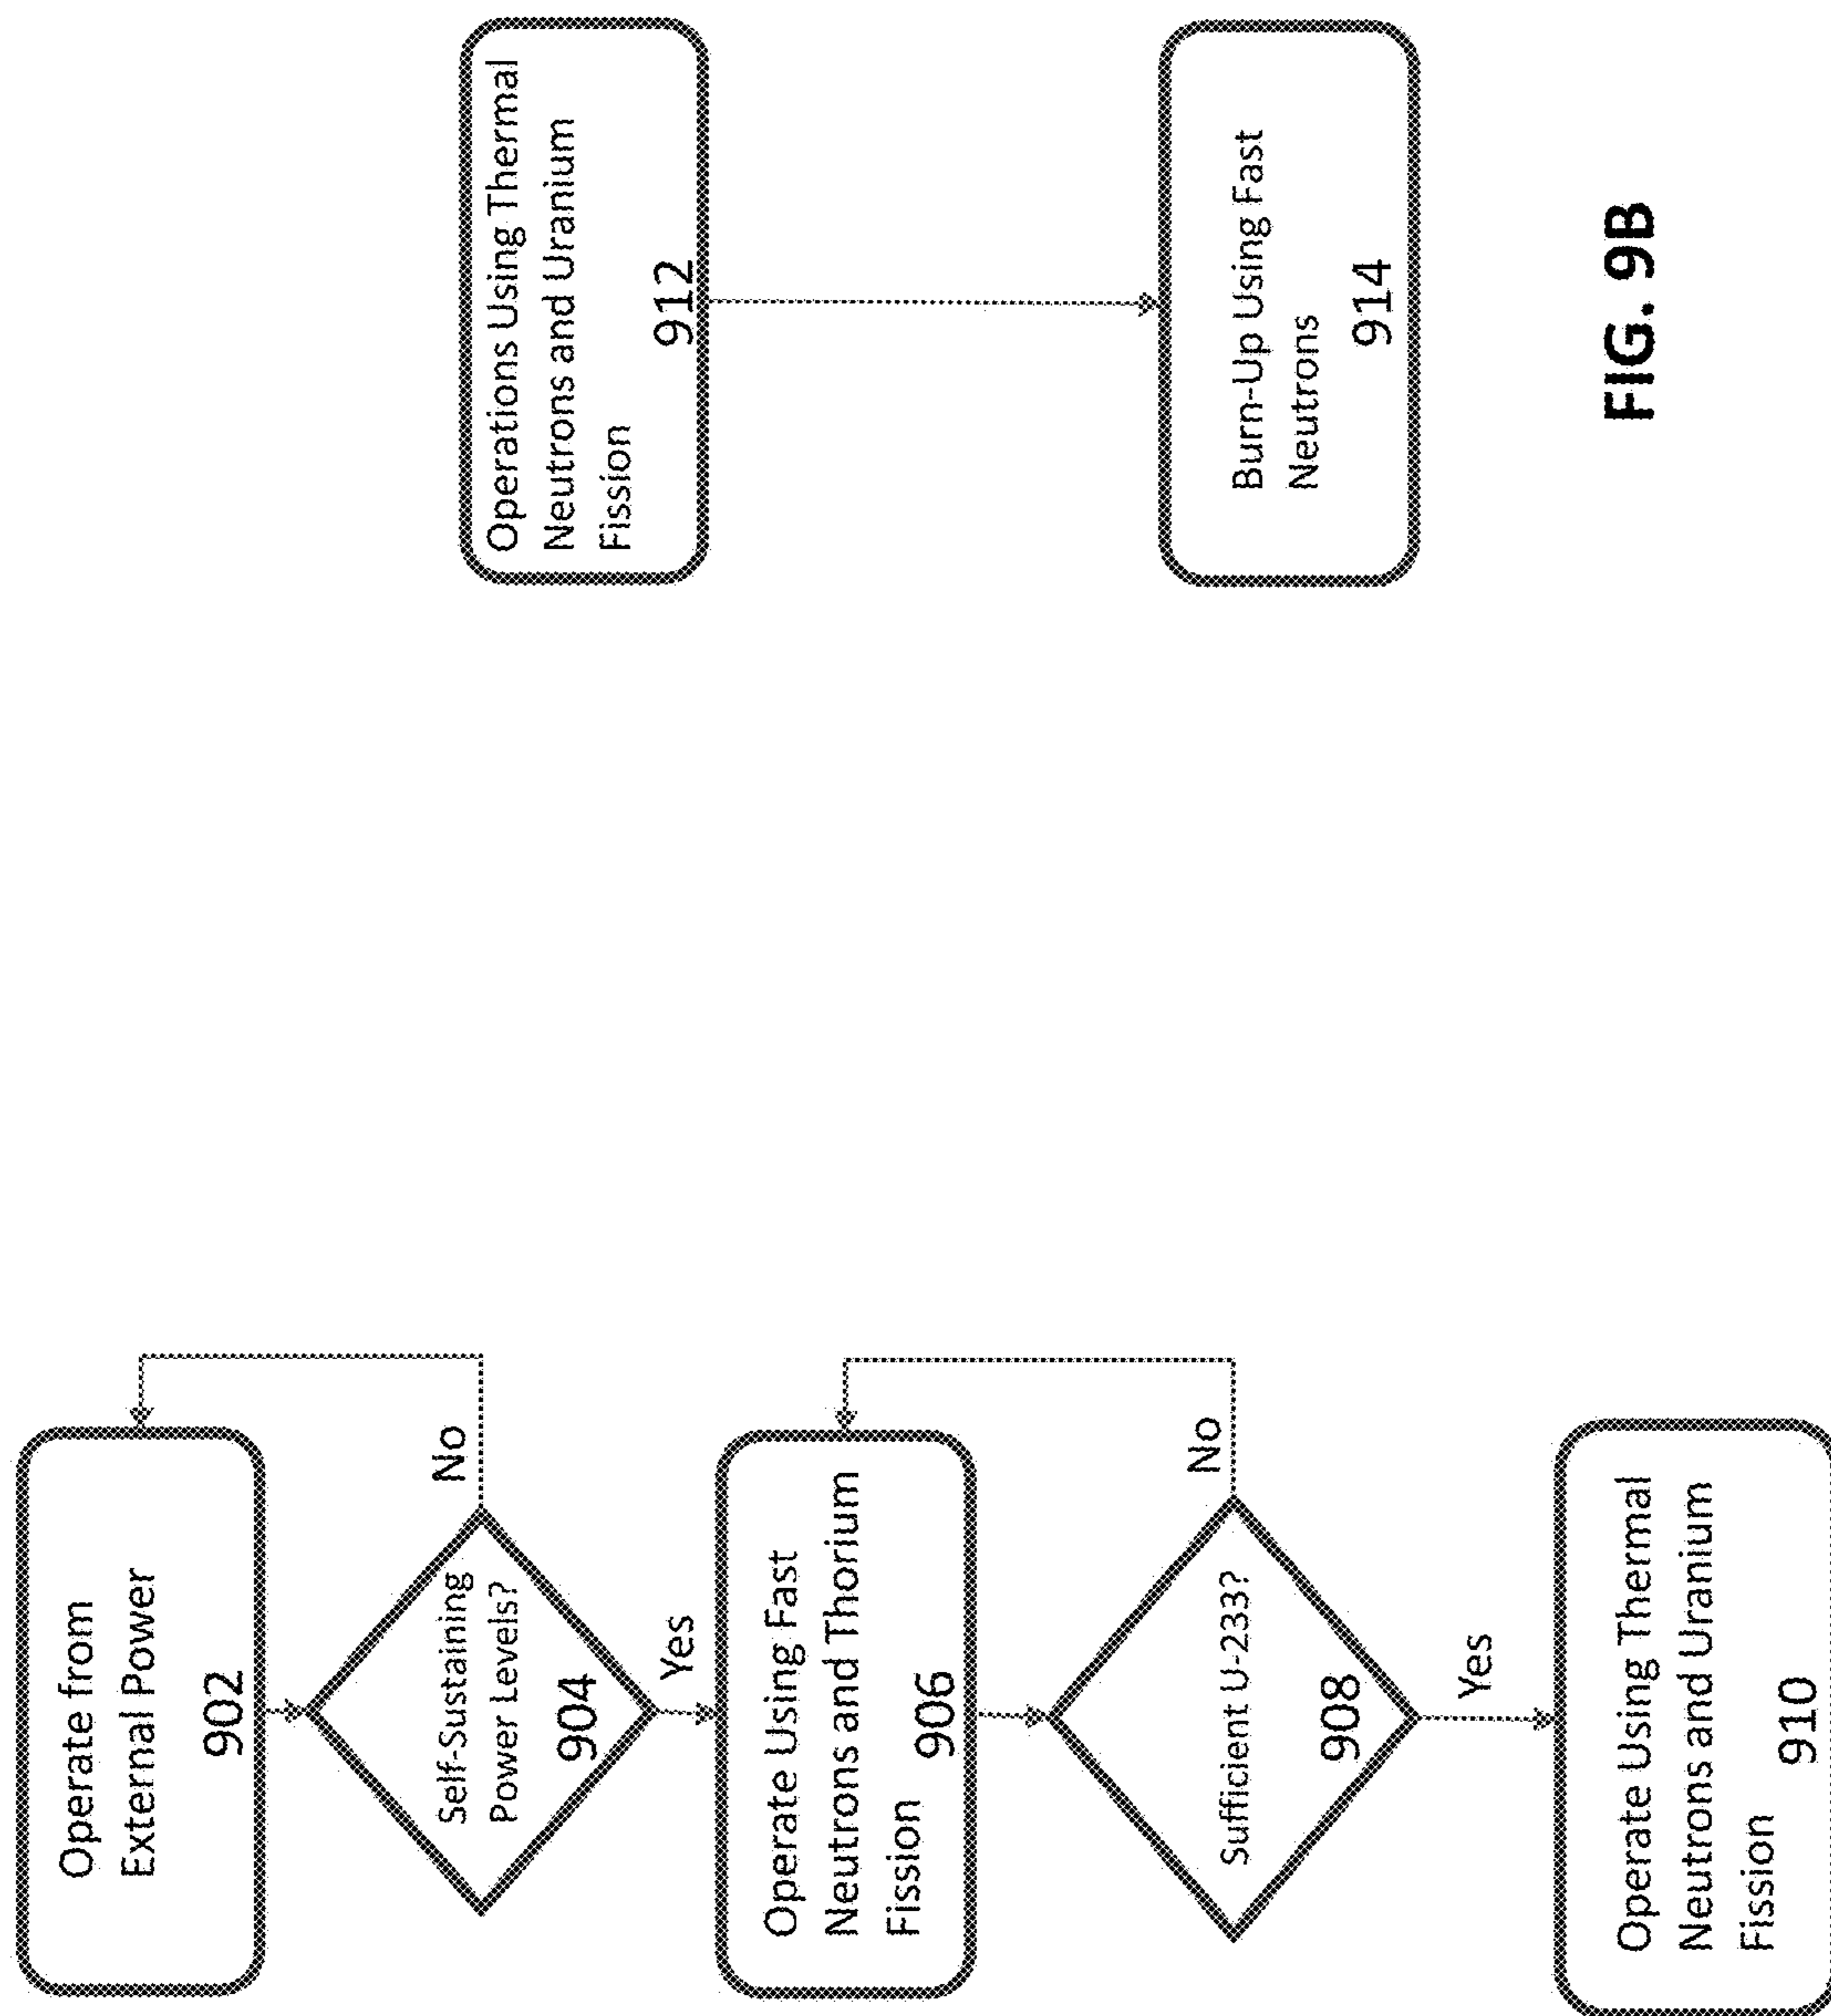 Operate from
External Power
902
Self-Sustaining
Power Levels?
904
No
Yes
Operate Using Fast
Neutrons and Thorium
Fission
906
Sufficient U-233?
908
No
Yes
Operate Using Thermal
Neutrons and Uranium
Fission
910
Operations Using Thermal
Neutrons and Uranium
Fission
912
Burn-Up Using Fast
Neutrons
914
FIG. 9B